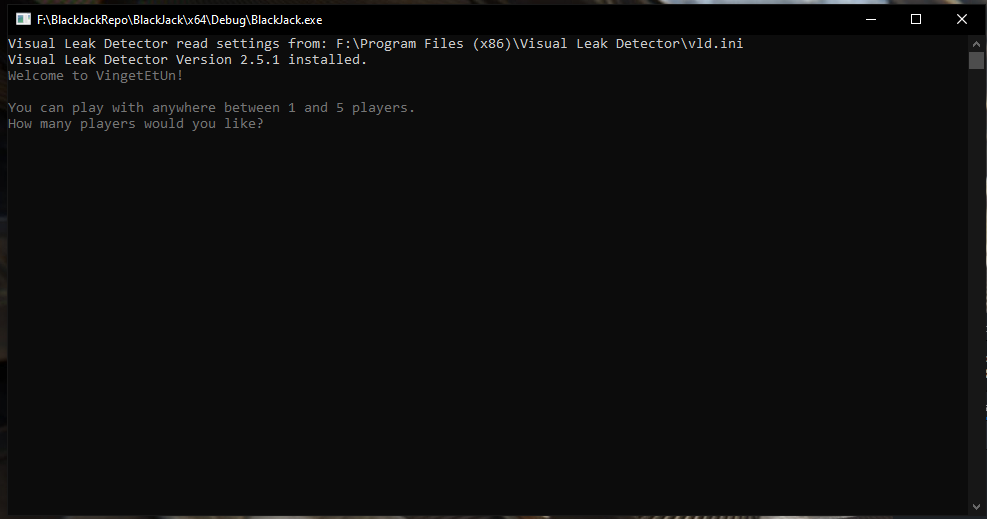 F:\BlackJackRepo\BlackJack\x64\Debug\BlackJack.exe
Visual Leak Detector read settings from: F:\Program Files (x86)\Visual Leak Detector\vld.ini
Visual Leak Detector Version 2.5.1 installed.
Welcome to VingetEtUn!
You can play with anywhere between 1 and 5 players.
How many players would you like?